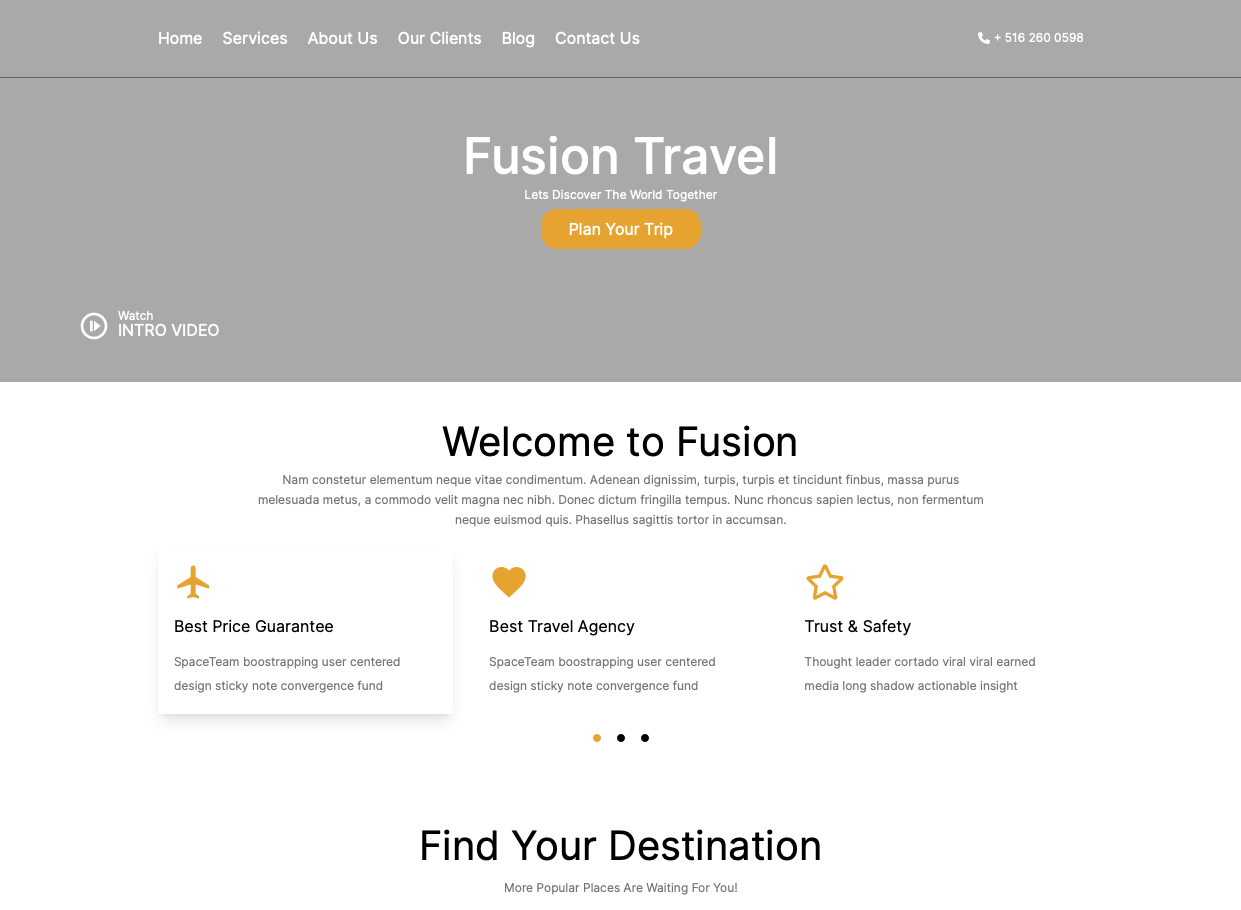 Home Services About Us Our Clients Blog Contact Us
+ 516 260 0598
Fusion Travel
Lets Discover The World Together
Plan Your Trip
Watch
INTRO VIDEO
Welcome to Fusion
Nam constetur elementum neque vitae condimentum. Adenean dignissim, turpis, turpis et tincidunt finbus, massa purus
melesuada metus, a commodo velit magna nec nibh. Donec dictum fringilla tempus. Nunc rhoncus sapien lectus, non fermentum
neque euismod quis. Phasellus sagittis tortor in accumsan.
Best Price Guarantee
SpaceTeam boostrapping user centered
design sticky note convergence fund
Best Travel Agency
SpaceTeam boostrapping user centered
design sticky note convergence fund
Trust & Safety
Thought leader cortado viral viral earned
media long shadow actionable insight
Find Your Destination
More Popular Places Are Waiting For You!